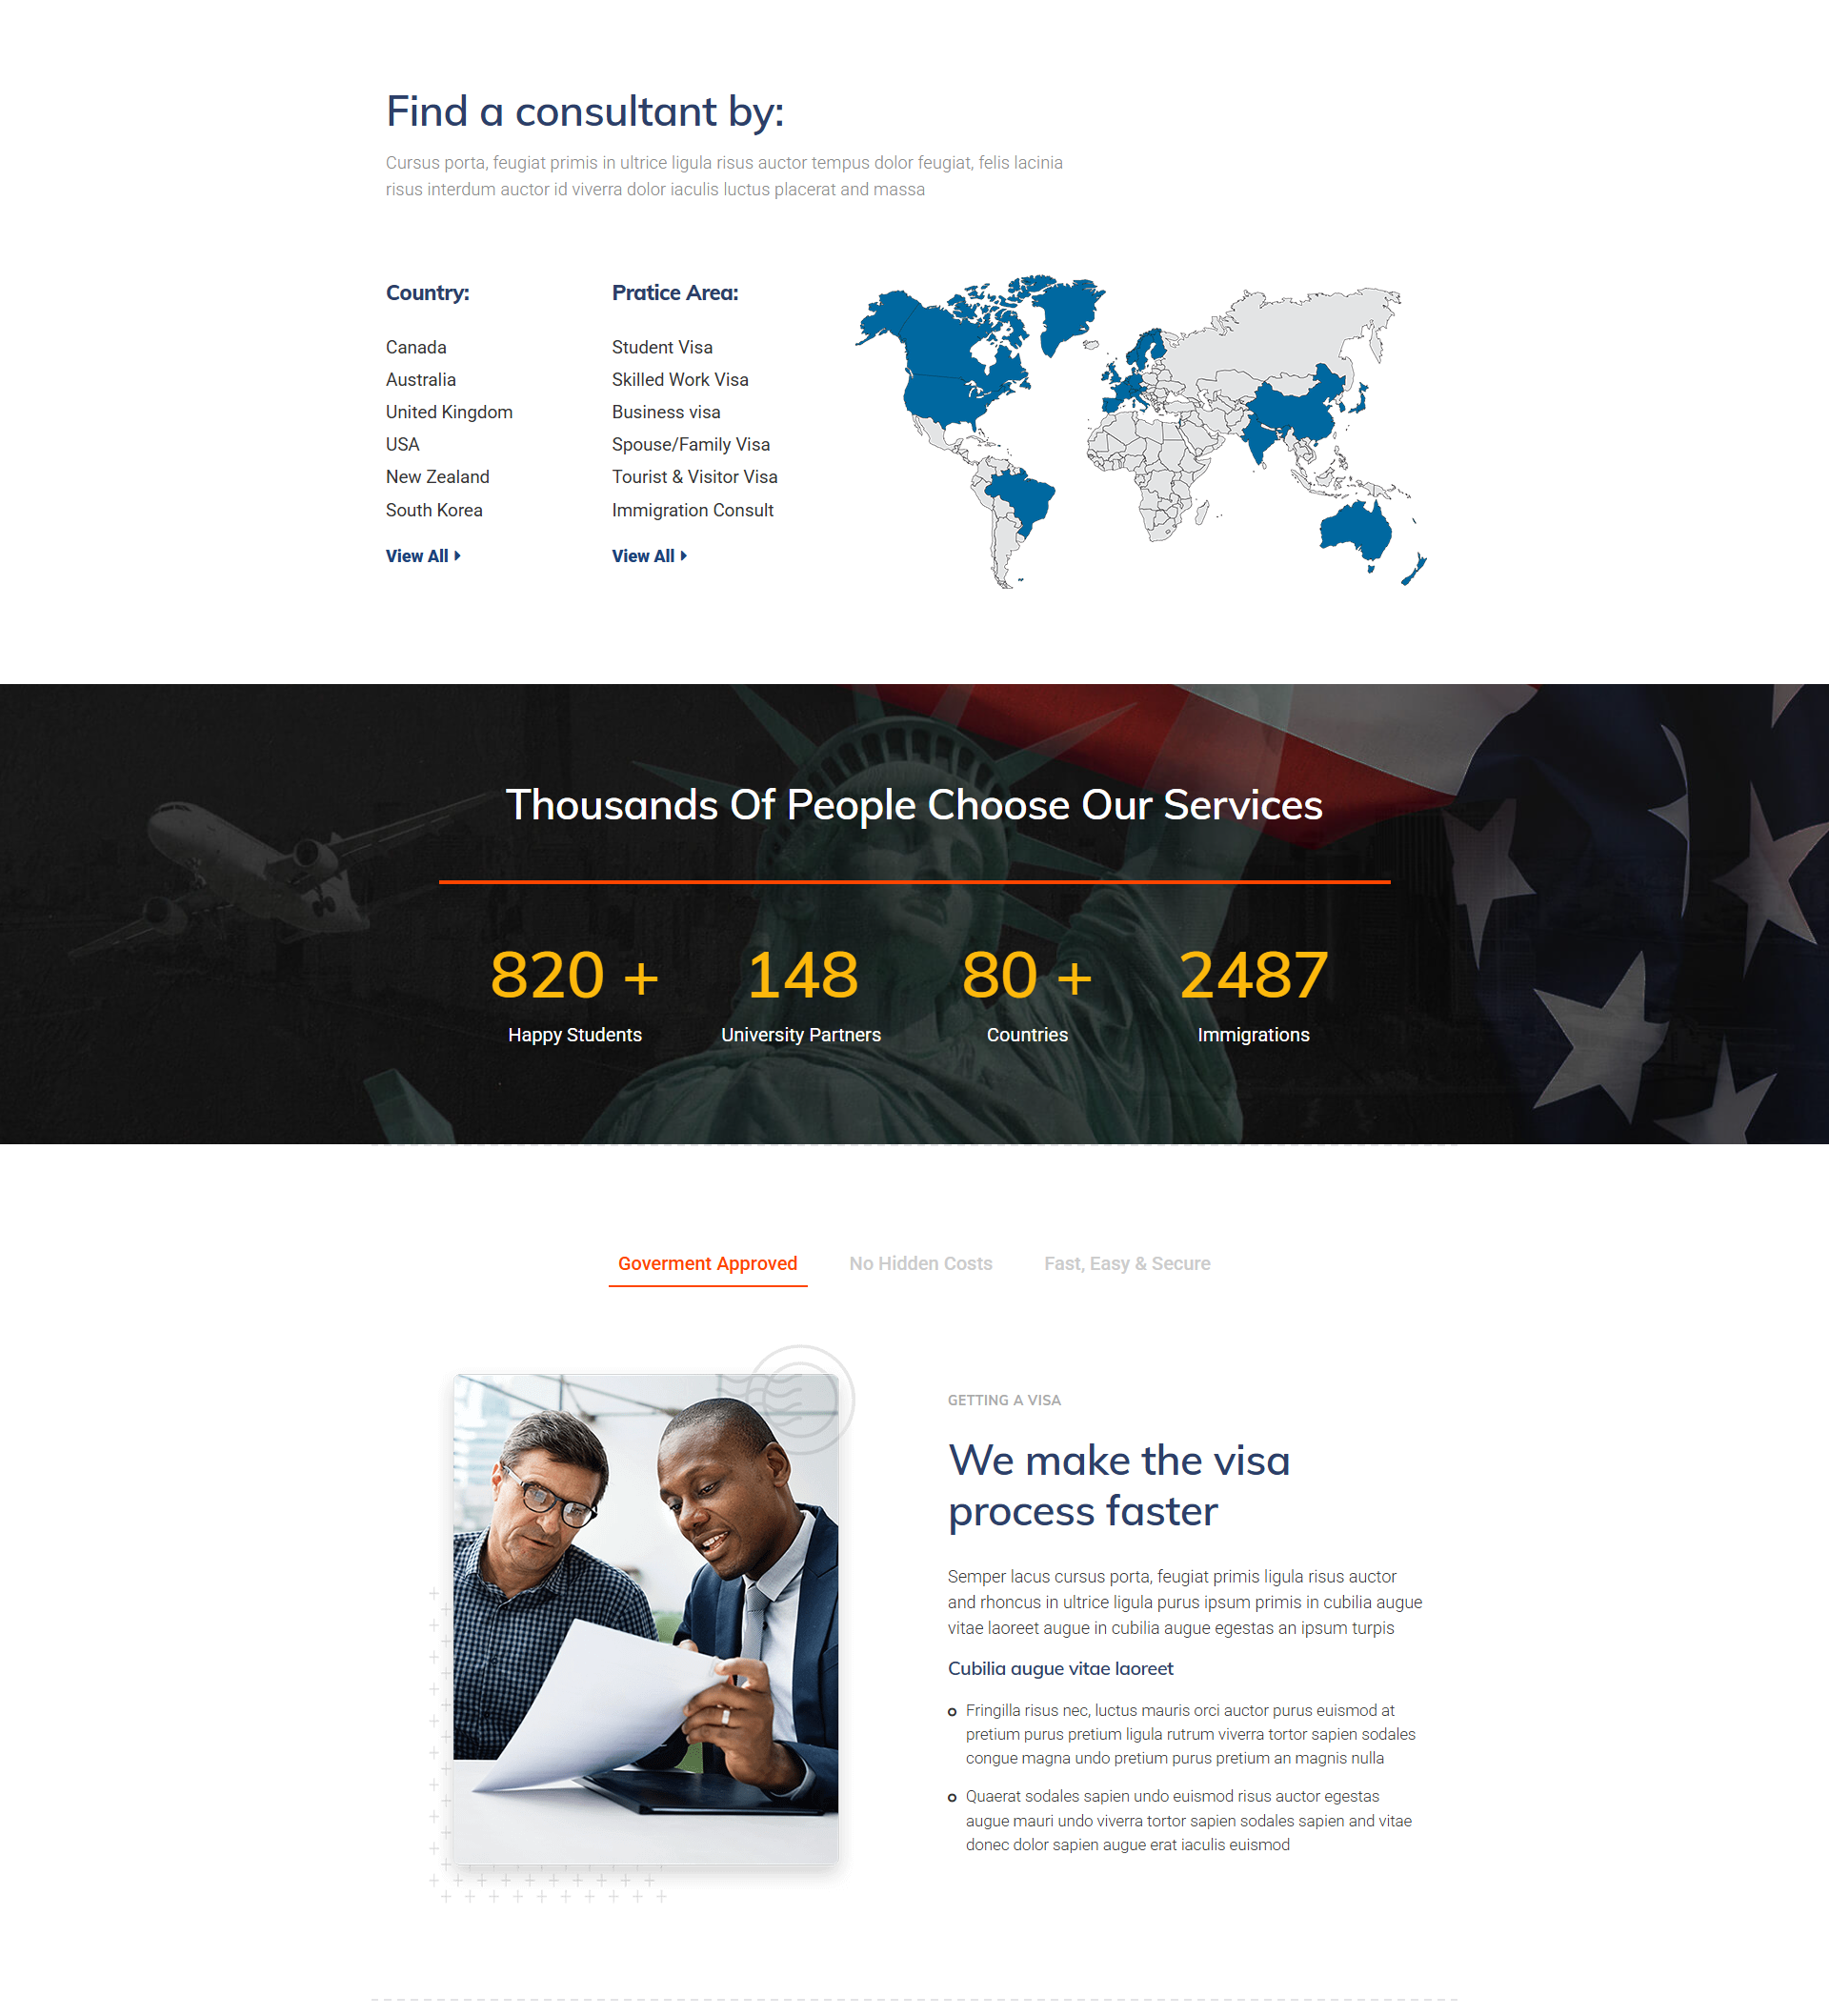 Find a consultant by:
Cursus porta, feugiat primis in ultrice ligula risus auctor tempus dolor feugiat, felis lacinia
risus interdum auctor id viverra dolor iaculis luctus placerat and massa
Country:
Canada
Australia
United Kingdom
USA
New Zealand
South Korea
View All
Pratice Area:
Student Visa
Skilled Work Visa
Business visa
Spouse/Family Visa
Tourist & Visitor Visa
Immigration Consult
View All
Thousands Of People Choose Our Services
820 +
Happy Students
148
University Partners
80 +
Countries
2487
Immigrations
Goverment Approved
No Hidden Costs
Fast, Easy & Secure
GETTING A VISA
We make the visa
process faster
Semper lacus cursus porta, feugiat primis ligula risus auctor
and rhoncus in ultrice ligula purus ipsum primis in cubilia augue
vitae laoreet augue in cubilia augue egestas an ipsum turpis
Cubilia augue vitae laoreet
Fringilla risus nec, luctus mauris orci auctor purus euismod at
pretium purus pretium ligula rutrum viverra tortor sapien sodales
congue magna undo pretium purus pretium an magnis nulla
Quaerat sodales sapien undo euismod risus auctor egestas
augue mauri undo viverra tortor sapien sodales sapien and vitae
donec dolor sapien augue erat iaculis euismod